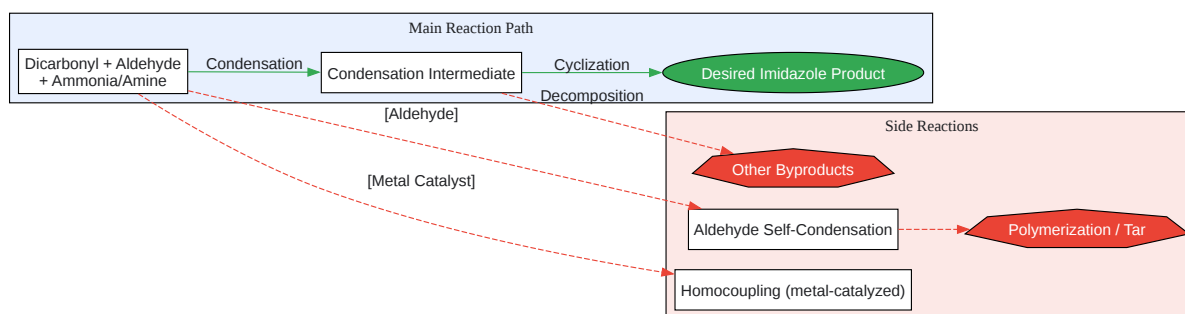 Main Reaction Path
Dicarbonyl + Aldehyde
+ Ammonia/Amine
Condensation
Condensation Intermediate
Cyclization
Desired Imidazole Product
Decomposition
[Aldehyde]
[Metal Catalyst]
Side Reactions
Other Byproducts
Aldehyde Self-Condensation
Polymerization / Tar
Homocoupling (metal-catalyzed)